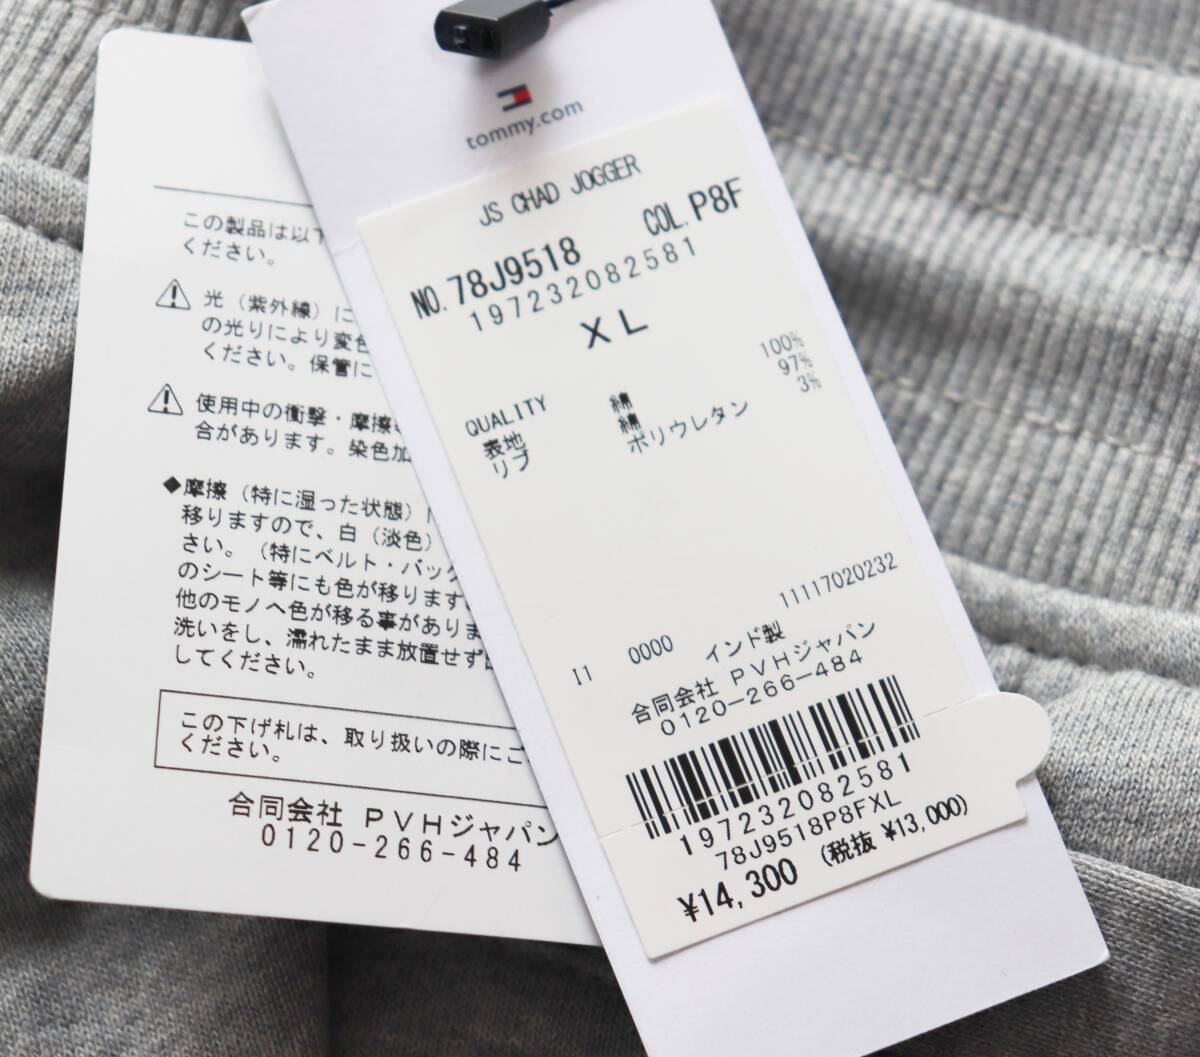 この製品は以下
ください。
光（紫外線）に
の光りにより変色
ください。保管に
使用中の衝撃・摩擦
合があります。染色加
◆摩擦（特に湿った状態）
移りますので、白（淡色）
さい。（特にベルト・バッグ
のシート等にも色が移ります
他のモノへ色が移る事がありま
洗いをし、濡れたまま放置せず
してください。
この下げ札は、取り扱いの際にご
ください。
合同会社 PVHジャパン
0120-266-484
tommy.com
JS CHAD JOGGER
NO. 78J9518 COL. P8F
197232082581
XL
QUALITY
表地 綿 100%
リブ 綿 97%
ポリウレタン 3%
11117020232
11 0000 インド製
合同会社 PVHジャパン
0120-266-484
197232082581
78J9518P8FXL
¥14,300 (税抜 ¥13,000)